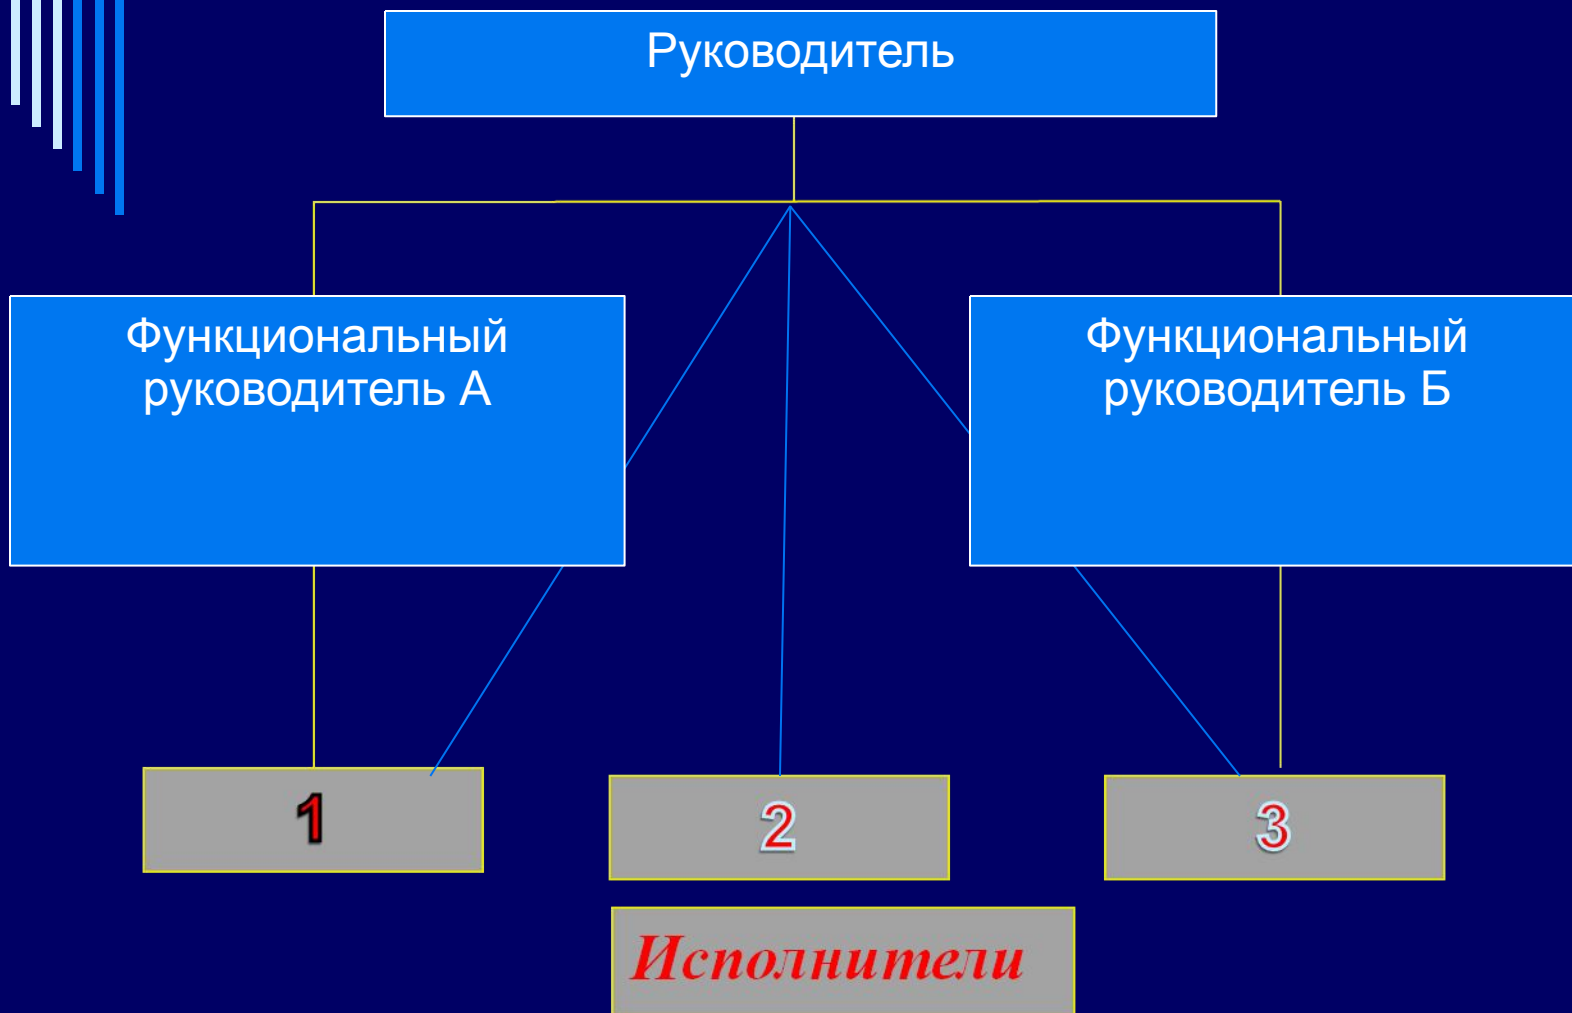 Руководитель
Функциональный
руководитель А
Функциональный
руководитель Б
1
2
3
Исполнители